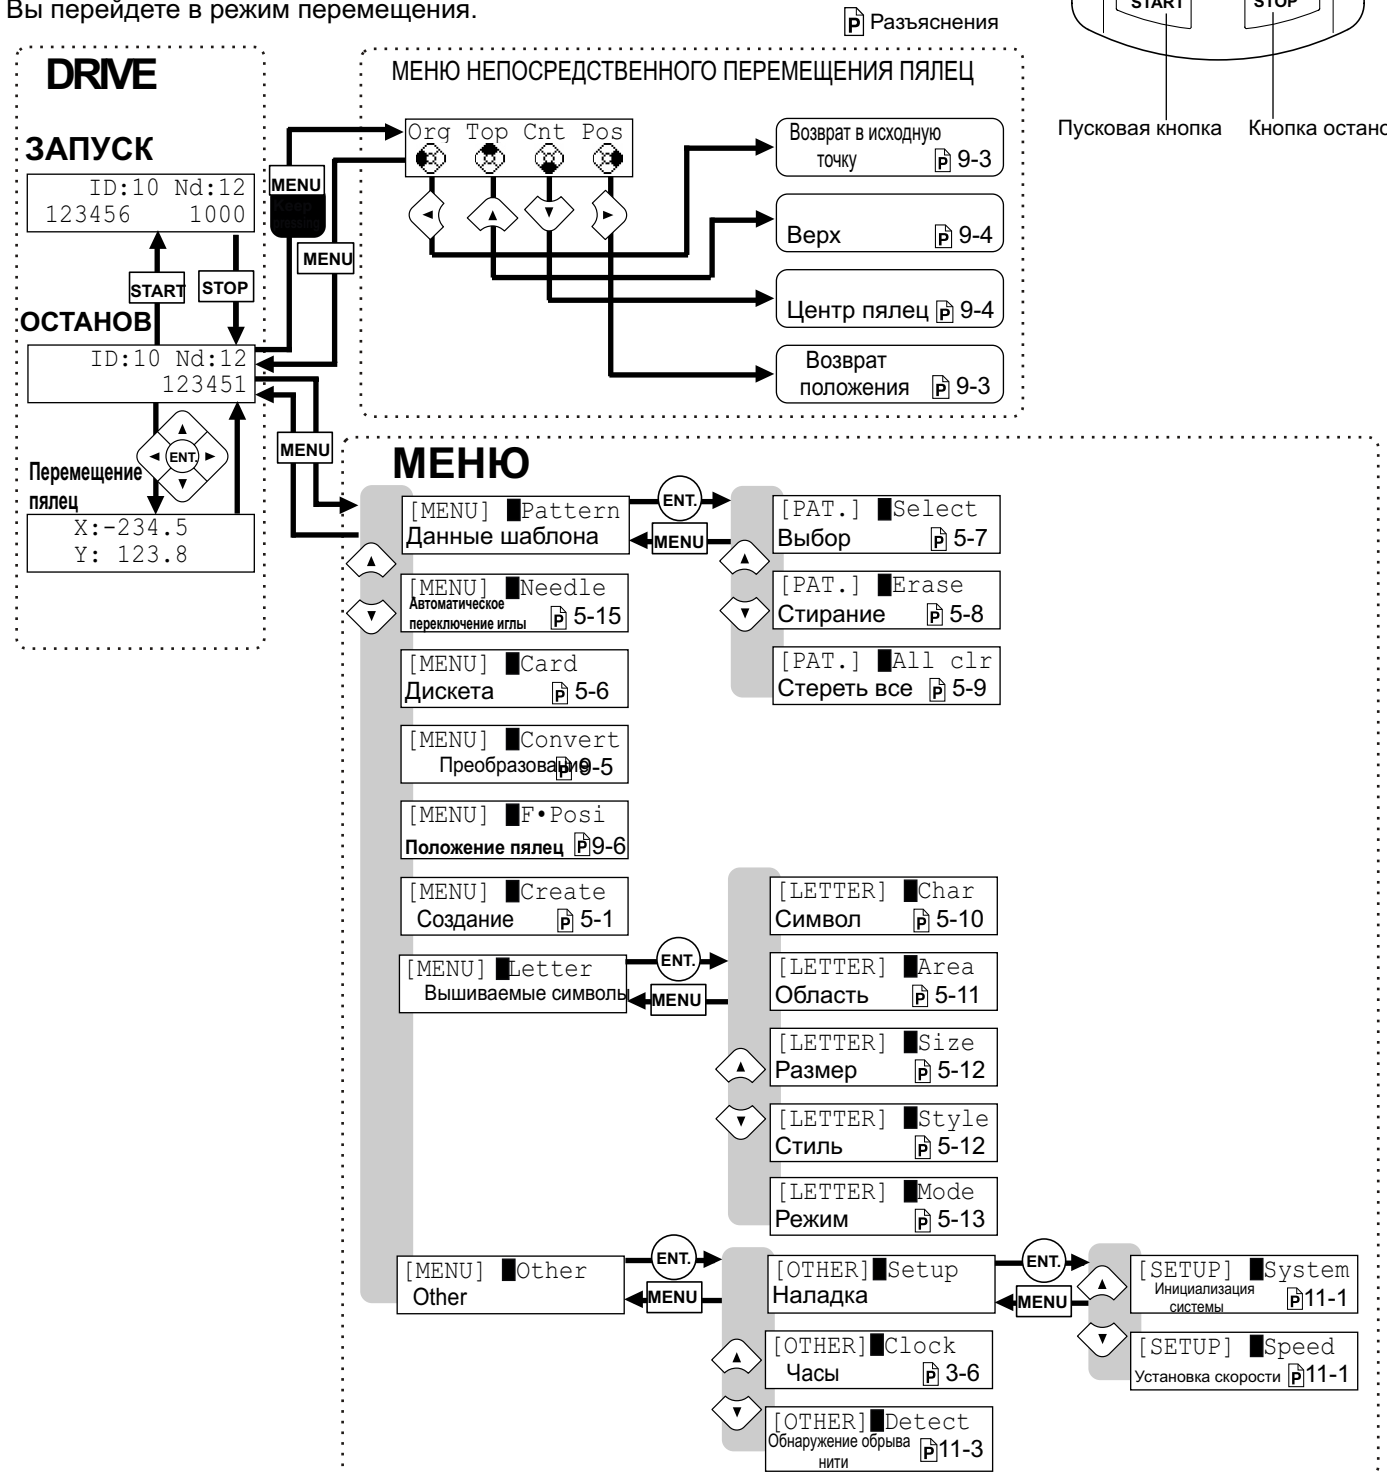 Вы перейдете в режим перемещения.
P Разъяснения
START
STOP
Пусковая кнопка
Кнопка остано
DRIVE
ЗАПУСК
ID:10 Nd:12
123456 1000
START
STOP
ОСТАНОВ
ID:10 Nd:12
123451
ENT.
Перемещение
пялец
X:-234.5
Y: 123.8
MENU
Keep
pressing
MENU
MENU
МЕНЮ НЕПОСРЕДСТВЕННОГО ПЕРЕМЕЩЕНИЯ ПЯЛЕЦ
Org Top Cnt Pos
Возврат в исходную
точку P 9-3
Верх P 9-4
Центр пялец P 9-4
Возврат
положения P 9-3
МЕНЮ
[MENU] Pattern
Данные шаблона
ENT.
MENU
[PAT.] Select
Выбор P 5-7
[PAT.] Erase
Стирание P 5-8
[PAT.] All clr
Стереть все P 5-9
[MENU] Needle
Автоматическое
переключение иглы P 5-15
[MENU] Card
Дискета P 5-6
[MENU] Convert
Преобразование P 9-5
[MENU] F•Posi
Положение пялец P 9-6
[MENU] Create
Создание P 5-1
[MENU] Letter
Вышиваемые символы
ENT.
MENU
[LETTER] Char
Символ P 5-10
[LETTER] Area
Область P 5-11
[LETTER] Size
Размер P 5-12
[LETTER] Style
Стиль P 5-12
[LETTER] Mode
Режим P 5-13
[MENU] Other
Other
ENT.
MENU
[OTHER] Setup
Наладка
ENT.
MENU
[SETUP] System
Инициализация
системы P 11-1
[SETUP] Speed
Установка скорости P 11-1
[OTHER] Clock
Часы P 3-6
[OTHER] Detect
Обнаружение обрыва
нити P 11-3